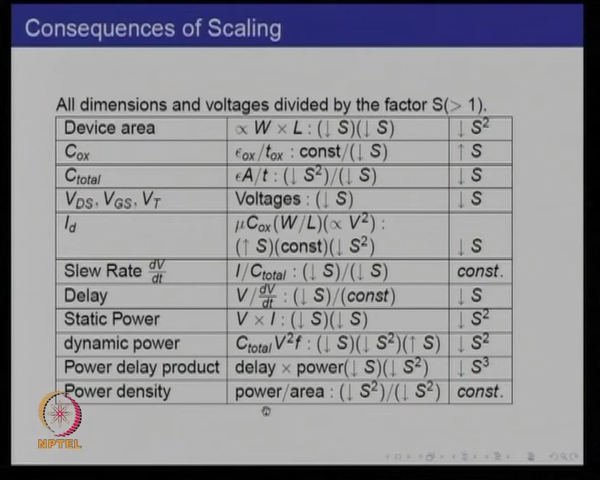 Consequences of Scaling
All dimensions and voltages divided by the factor S(> 1).
Device area ∝ W × L : (↓ S)(↓ S) ↓ S²
C_ox ϵ_ox/t_ox : const/(↓ S) ↑ S
C_total ϵA/t : (↓ S²)/(↓ S) ↓ S
V_DS, V_GS, V_T Voltages : (↓ S) ↓ S
I_d μC_ox(W/L)(∝ V²) :
(↑ S)(const)(↓ S²) ↓ S
Slew Rate dV/dt I/C_total : (↓ S)/(↓ S) const.
Delay V/dV/dt : (↓ S)/(const) ↓ S
Static Power V × I : (↓ S)(↓ S) ↓ S²
dynamic power C_total V² f : (↓ S)(↓ S²)(↑ S) ↓ S²
Power delay product delay × power(↓ S)(↓ S²) ↓ S³
Power density power/area : (↓ S²)/(↓ S²) const.
NPTEL